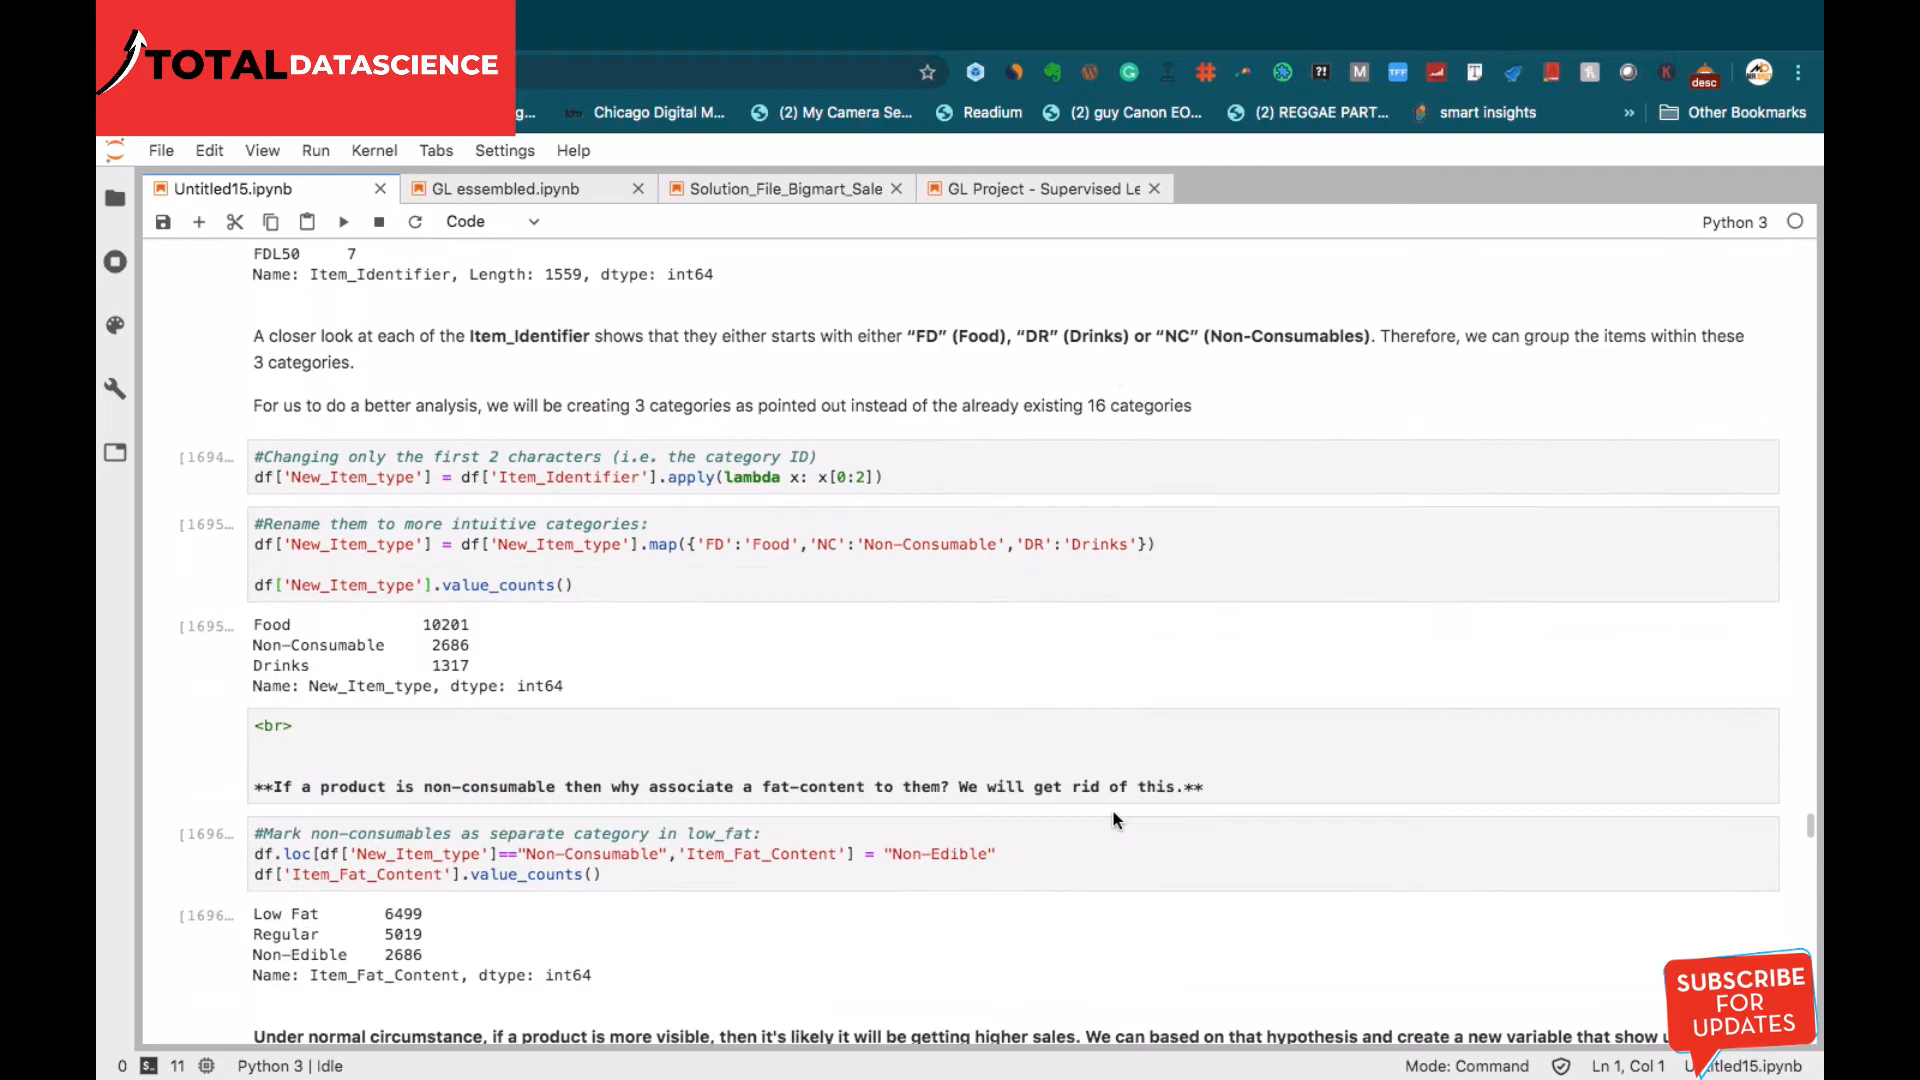 TOTALDATASCIENCE
desc
g... Chicago Digital M... (2) My Camera Se... Readium (2) guy Canon EO... (2) REGGAE PART... smart insights » Other Bookmarks
File Edit View Run Kernel Tabs Settings Help
Untitled15.ipynb GL essembled.ipynb Solution_File_Bigmart_Sale GL Project - Supervised Le
Code Python 3
FDL50 7
Name: Item_Identifier, Length: 1559, dtype: int64
A closer look at each of the Item_Identifier shows that they either starts with either “FD” (Food), “DR” (Drinks) or “NC” (Non-Consumables). Therefore, we can group the items within these
3 categories.
For us to do a better analysis, we will be creating 3 categories as pointed out instead of the already existing 16 categories
[1694… #Changing only the first 2 characters (i.e. the category ID)
df['New_Item_type'] = df['Item_Identifier'].apply(lambda x: x[0:2])
[1695… #Rename them to more intuitive categories:
df['New_Item_type'] = df['New_Item_type'].map({'FD':'Food','NC':'Non-Consumable','DR':'Drinks'})
df['New_Item_type'].value_counts()
[1695… Food 10201
Non-Consumable 2686
Drinks 1317
Name: New_Item_type, dtype: int64
<br>
**If a product is non-consumable then why associate a fat-content to them? We will get rid of this.**
[1696… #Mark non-consumables as separate category in low_fat:
df.loc[df['New_Item_type']=="Non-Consumable",'Item_Fat_Content'] = "Non-Edible"
df['Item_Fat_Content'].value_counts()
[1696… Low Fat 6499
Regular 5019
Non-Edible 2686
Name: Item_Fat_Content, dtype: int64
Under normal circumstance, if a product is more visible, then it's likely it will be getting higher sales. We can based on that hypothesis and create a new variable that show
SUBSCRIBE
FOR
UPDATES
0 11 Python 3 | Idle Mode: Command Ln 1, Col 1 Untitled15.ipynb